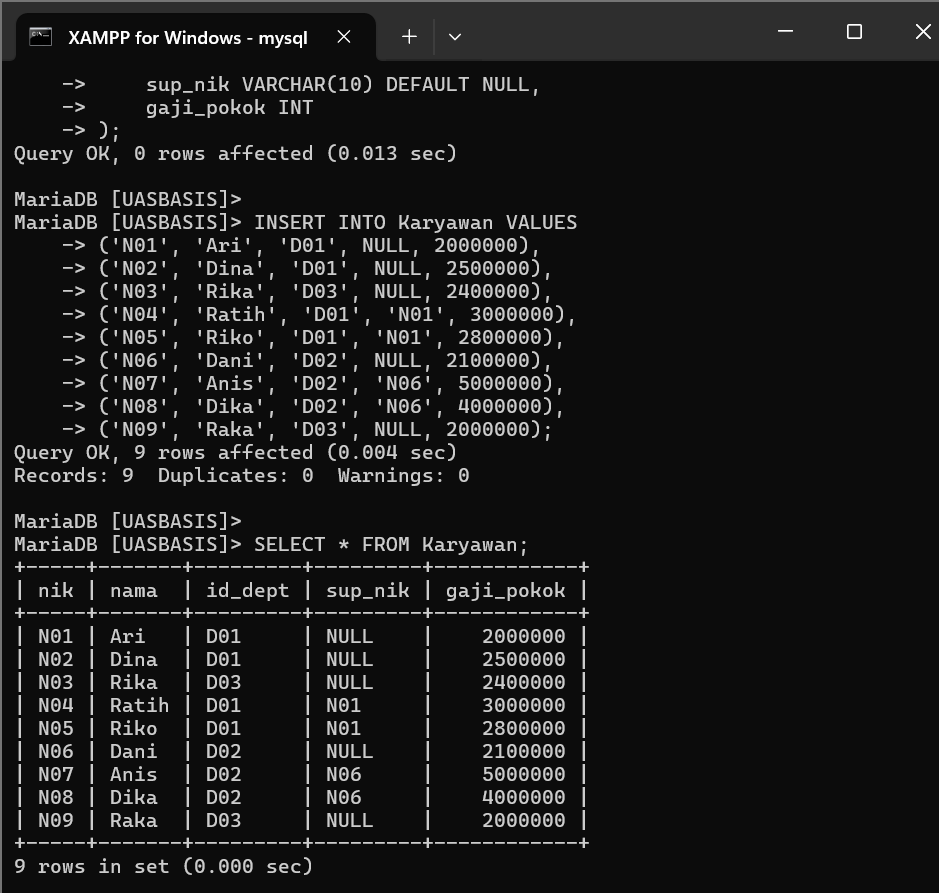 XAMPP for Windows - mysql
    ->     sup_nik VARCHAR(10) DEFAULT NULL,
    ->     gaji_pokok INT
    -> );
Query OK, 0 rows affected (0.013 sec)

MariaDB [UASBASIS]>
MariaDB [UASBASIS]> INSERT INTO Karyawan VALUES
    -> ('N01', 'Ari', 'D01', NULL, 2000000),
    -> ('N02', 'Dina', 'D01', NULL, 2500000),
    -> ('N03', 'Rika', 'D03', NULL, 2400000),
    -> ('N04', 'Ratih', 'D01', 'N01', 3000000),
    -> ('N05', 'Riko', 'D01', 'N01', 2800000),
    -> ('N06', 'Dani', 'D02', NULL, 2100000),
    -> ('N07', 'Anis', 'D02', 'N06', 5000000),
    -> ('N08', 'Dika', 'D02', 'N06', 4000000),
    -> ('N09', 'Raka', 'D03', NULL, 2000000);
Query OK, 9 rows affected (0.004 sec)
Records: 9  Duplicates: 0  Warnings: 0

MariaDB [UASBASIS]>
MariaDB [UASBASIS]> SELECT * FROM Karyawan;
+-----+-------+---------+---------+------------+
| nik | nama  | id_dept | sup_nik | gaji_pokok |
+-----+-------+---------+---------+------------+
| N01 | Ari   | D01     | NULL    |    2000000 |
| N02 | Dina  | D01     | NULL    |    2500000 |
| N03 | Rika  | D03     | NULL    |    2400000 |
| N04 | Ratih | D01     | N01     |    3000000 |
| N05 | Riko  | D01     | N01     |    2800000 |
| N06 | Dani  | D02     | NULL    |    2100000 |
| N07 | Anis  | D02     | N06     |    5000000 |
| N08 | Dika  | D02     | N06     |    4000000 |
| N09 | Raka  | D03     | NULL    |    2000000 |
+-----+-------+---------+---------+------------+
9 rows in set (0.000 sec)